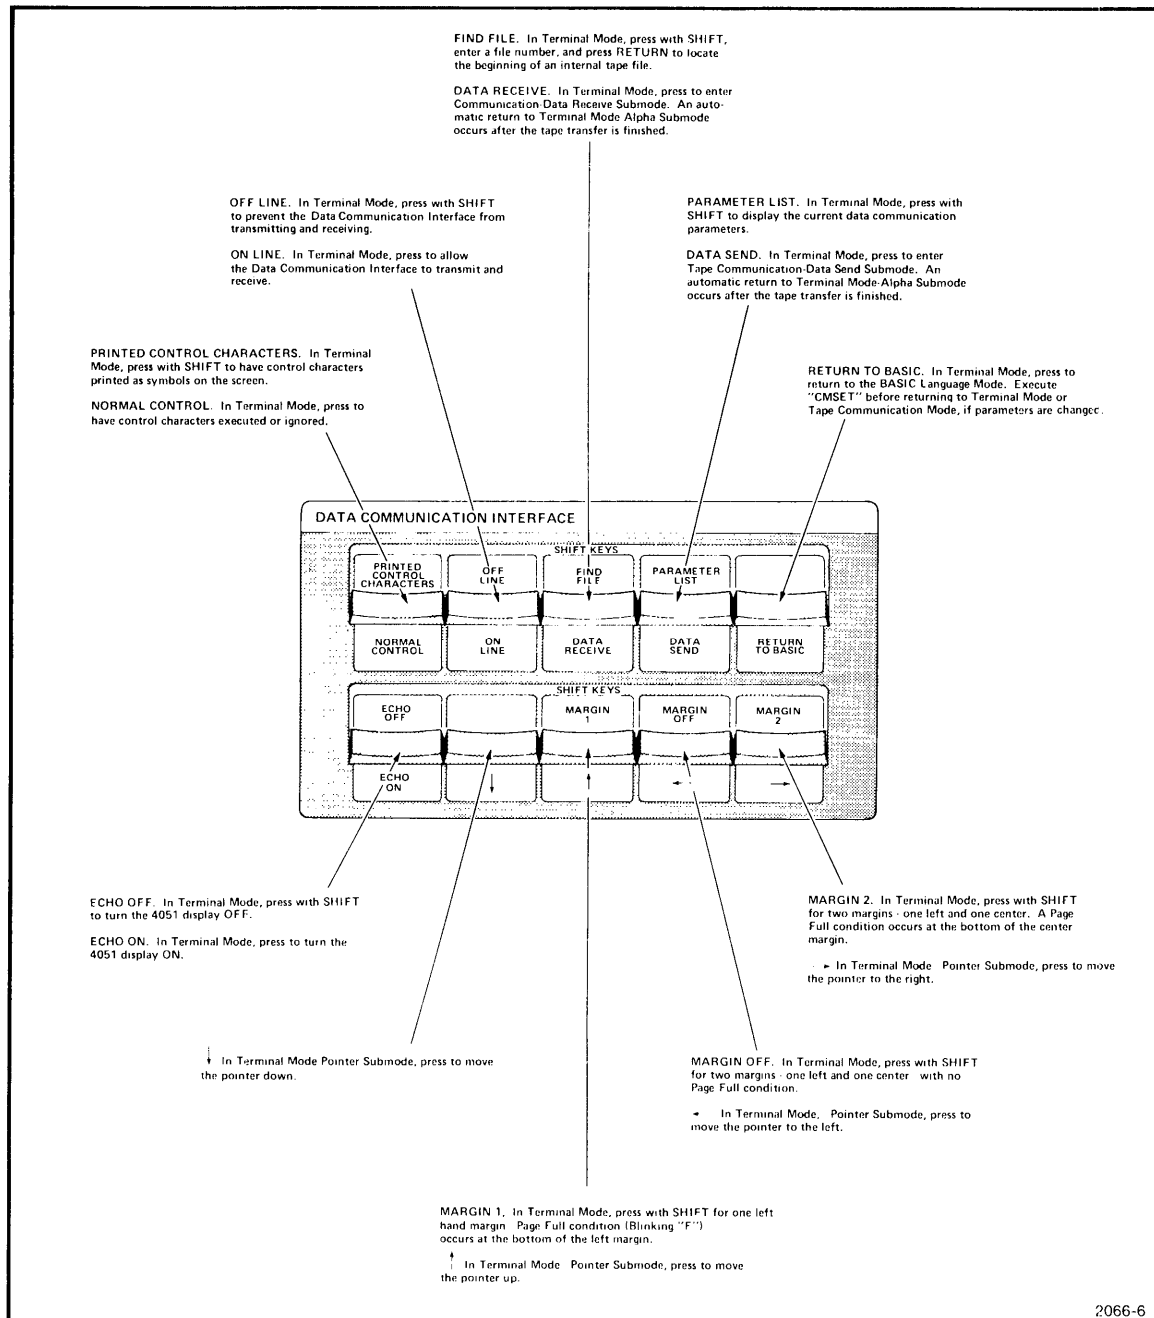 FIND FILE. In Terminal Mode, press with SHIFT,
enter a file number, and press RETURN to locate
the beginning of an internal tape file.
DATA RECEIVE. In Terminal Mode, press to enter
Communication-Data Receive Submode. An auto-
matic return to Terminal Mode Alpha Submode
occurs after the tape transfer is finished.
OFF LINE. In Terminal Mode, press with SHIFT
to prevent the Data Communication Interface from
transmitting and receiving.
ON LINE. In Terminal Mode, press to allow
the Data Communication Interface to transmit and
receive.
PARAMETER LIST. In Terminal Mode, press with
SHIFT to display the current data communication
parameters.
DATA SEND. In Terminal Mode, press to enter
Tape Communication-Data Send Submode. An
automatic return to Terminal Mode-Alpha Submode
occurs after the tape transfer is finished.
PRINTED CONTROL CHARACTERS. In Terminal
Mode, press with SHIFT to have control characters
printed as symbols on the screen.
NORMAL CONTROL. In Terminal Mode, press to
have control characters executed or ignored.
RETURN TO BASIC. In Terminal Mode, press to
return to the BASIC Language Mode. Execute
"CMSET" before returning to Terminal Mode or
Tape Communication Mode, if parameters are changed.
DATA COMMUNICATION INTERFACE
SHIFT KEYS
PRINTED
CONTROL
CHARACTERS
OFF
LINE
FIND
FILE
PARAMETER
LIST
NORMAL
CONTROL
ON
LINE
DATA
RECEIVE
DATA
SEND
RETURN
TO BASIC
SHIFT KEYS
ECHO
OFF
MARGIN
1
MARGIN
OFF
MARGIN
2
ECHO
ON
↓
↑
←
→
ECHO OFF. In Terminal Mode, press with SHIFT
to turn the 4051 display OFF.
ECHO ON. In Terminal Mode, press to turn the
4051 display ON.
MARGIN 2. In Terminal Mode, press with SHIFT
for two margins - one left and one center. A Page
Full condition occurs at the bottom of the center
margin.
→ In Terminal Mode Pointer Submode, press to move
the pointer to the right.
↓ In Terminal Mode Pointer Submode, press to move
the pointer down.
MARGIN OFF. In Terminal Mode, press with SHIFT
for two margins - one left and one center with no
Page Full condition.
← In Terminal Mode, Pointer Submode, press to
move the pointer to the left.
MARGIN 1, In Terminal Mode, press with SHIFT for one left
hand margin Page Full condition (Blinking "F")
occurs at the bottom of the left margin.
↑ In Terminal Mode Pointer Submode, press to move
the pointer up.
2066-6